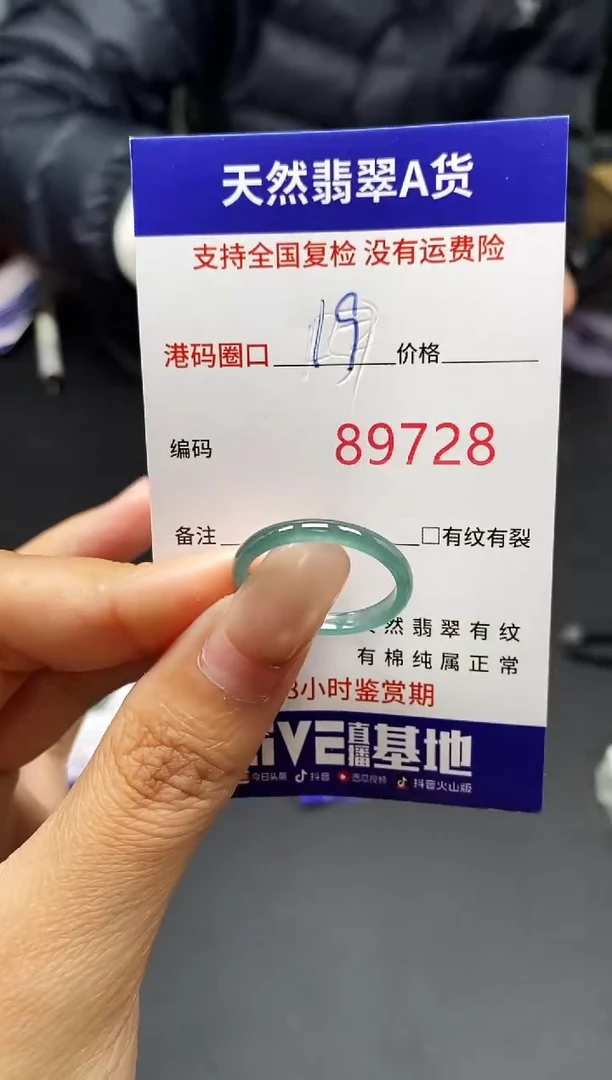 天然翡翠A货
支持全国复检 没有运费险
港码圈口 19 价格
编码 89728
备注 □有纹有裂
然翡翠有纹
有棉纯属正常
小时鉴赏期
直播基地
今日头条 抖音 西瓜视频 抖音火山版